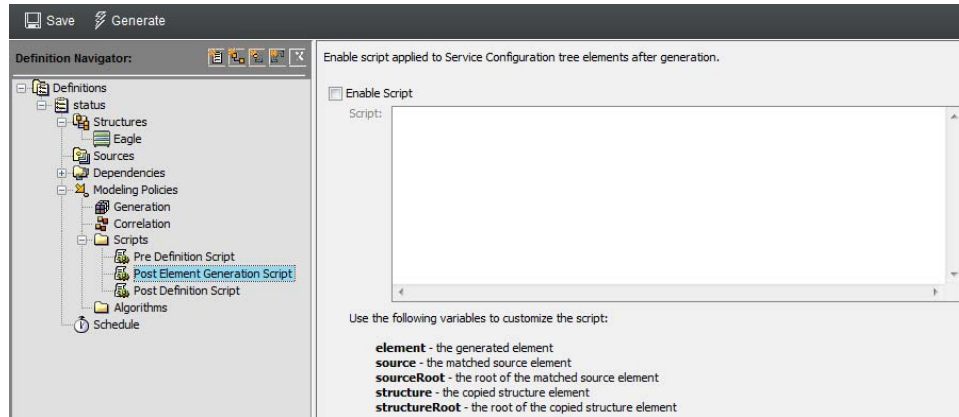 Save Generate
Definition Navigator:
Definitions
status
Structures
Eagle
Sources
Dependencies
Modeling Policies
Generation
Correlation
Scripts
Pre Definition Script
Post Element Generation Script
Post Definition Script
Algorithms
Schedule
Enable script applied to Service Configuration tree elements after generation.
Enable Script
Script:
Use the following variables to customize the script:
element - the generated element
source - the matched source element
sourceRoot - the root of the matched source element
structure - the copied structure element
structureRoot - the root of the copied structure element